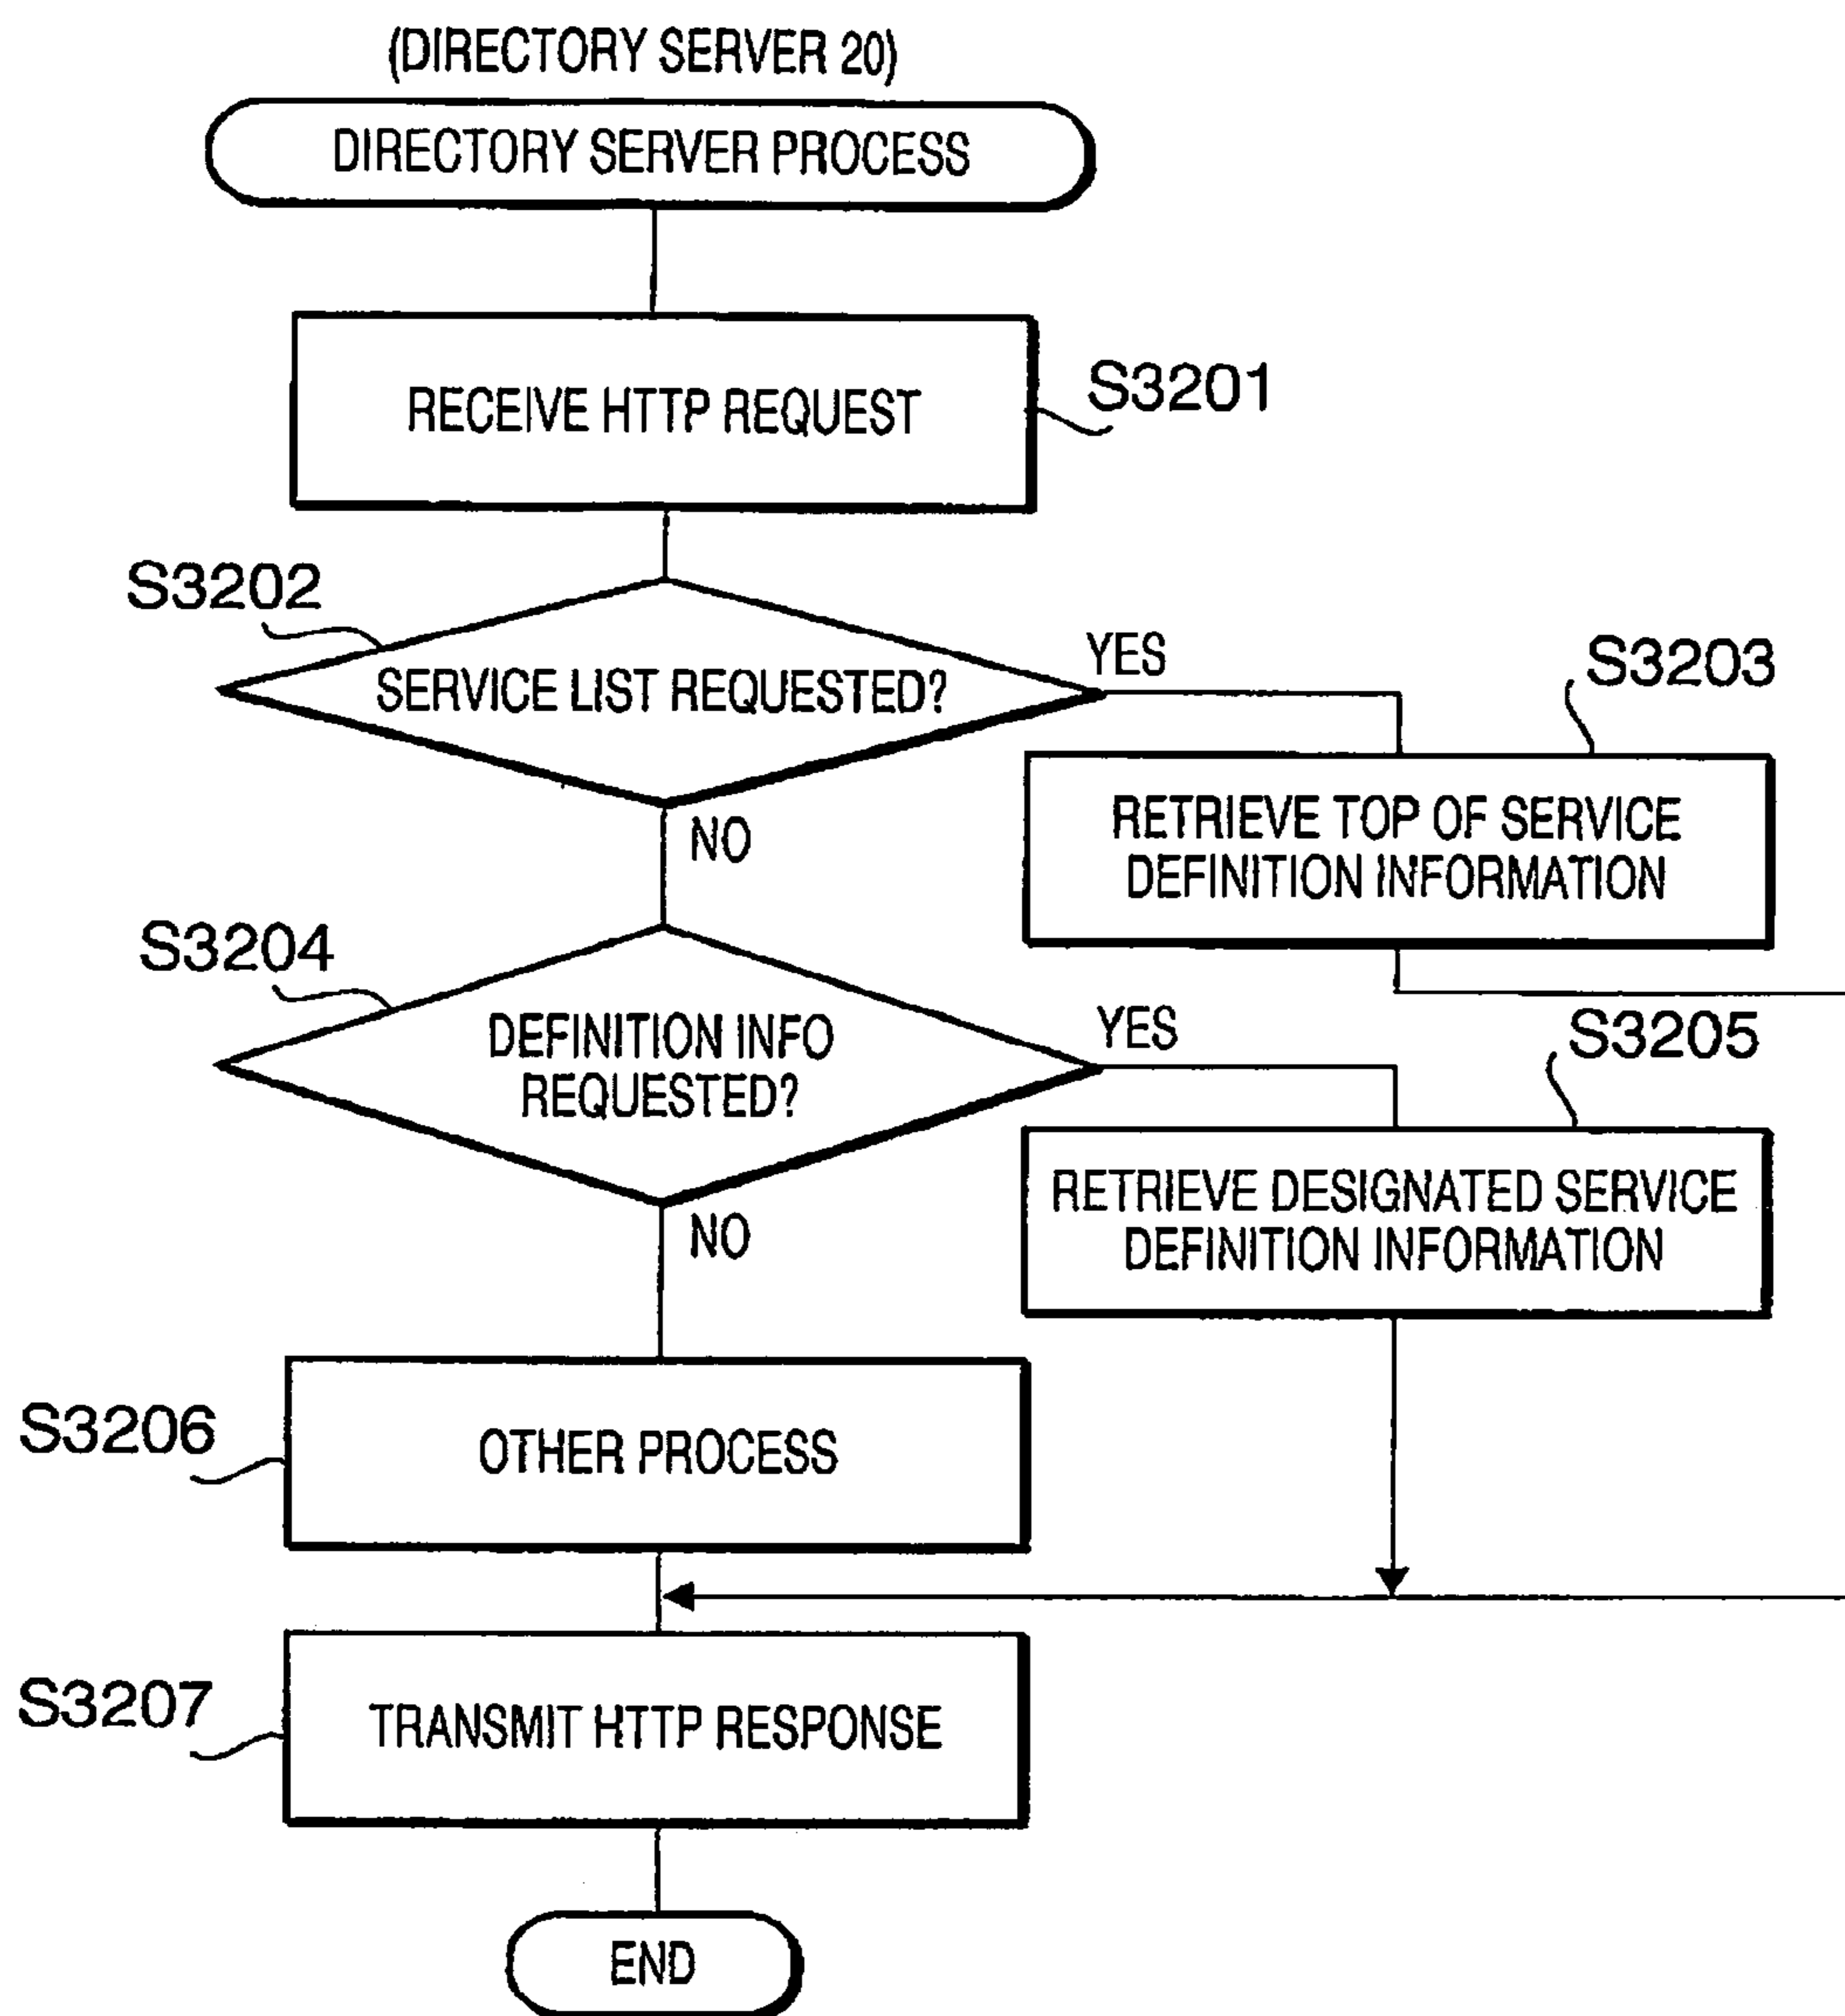 (DIRECTORY SERVER 20)
DIRECTORY SERVER PROCESS
RECEIVE HTTP REQUEST
S3201
S3202
SERVICE LIST REQUESTED?
YES
S3203
RETRIEVE TOP OF SERVICE
DEFINITION INFORMATION
NO
S3204
DEFINITION INFO
REQUESTED?
YES
S3205
RETRIEVE DESIGNATED SERVICE
DEFINITION INFORMATION
NO
S3206
OTHER PROCESS
S3207
TRANSMIT HTTP RESPONSE
END